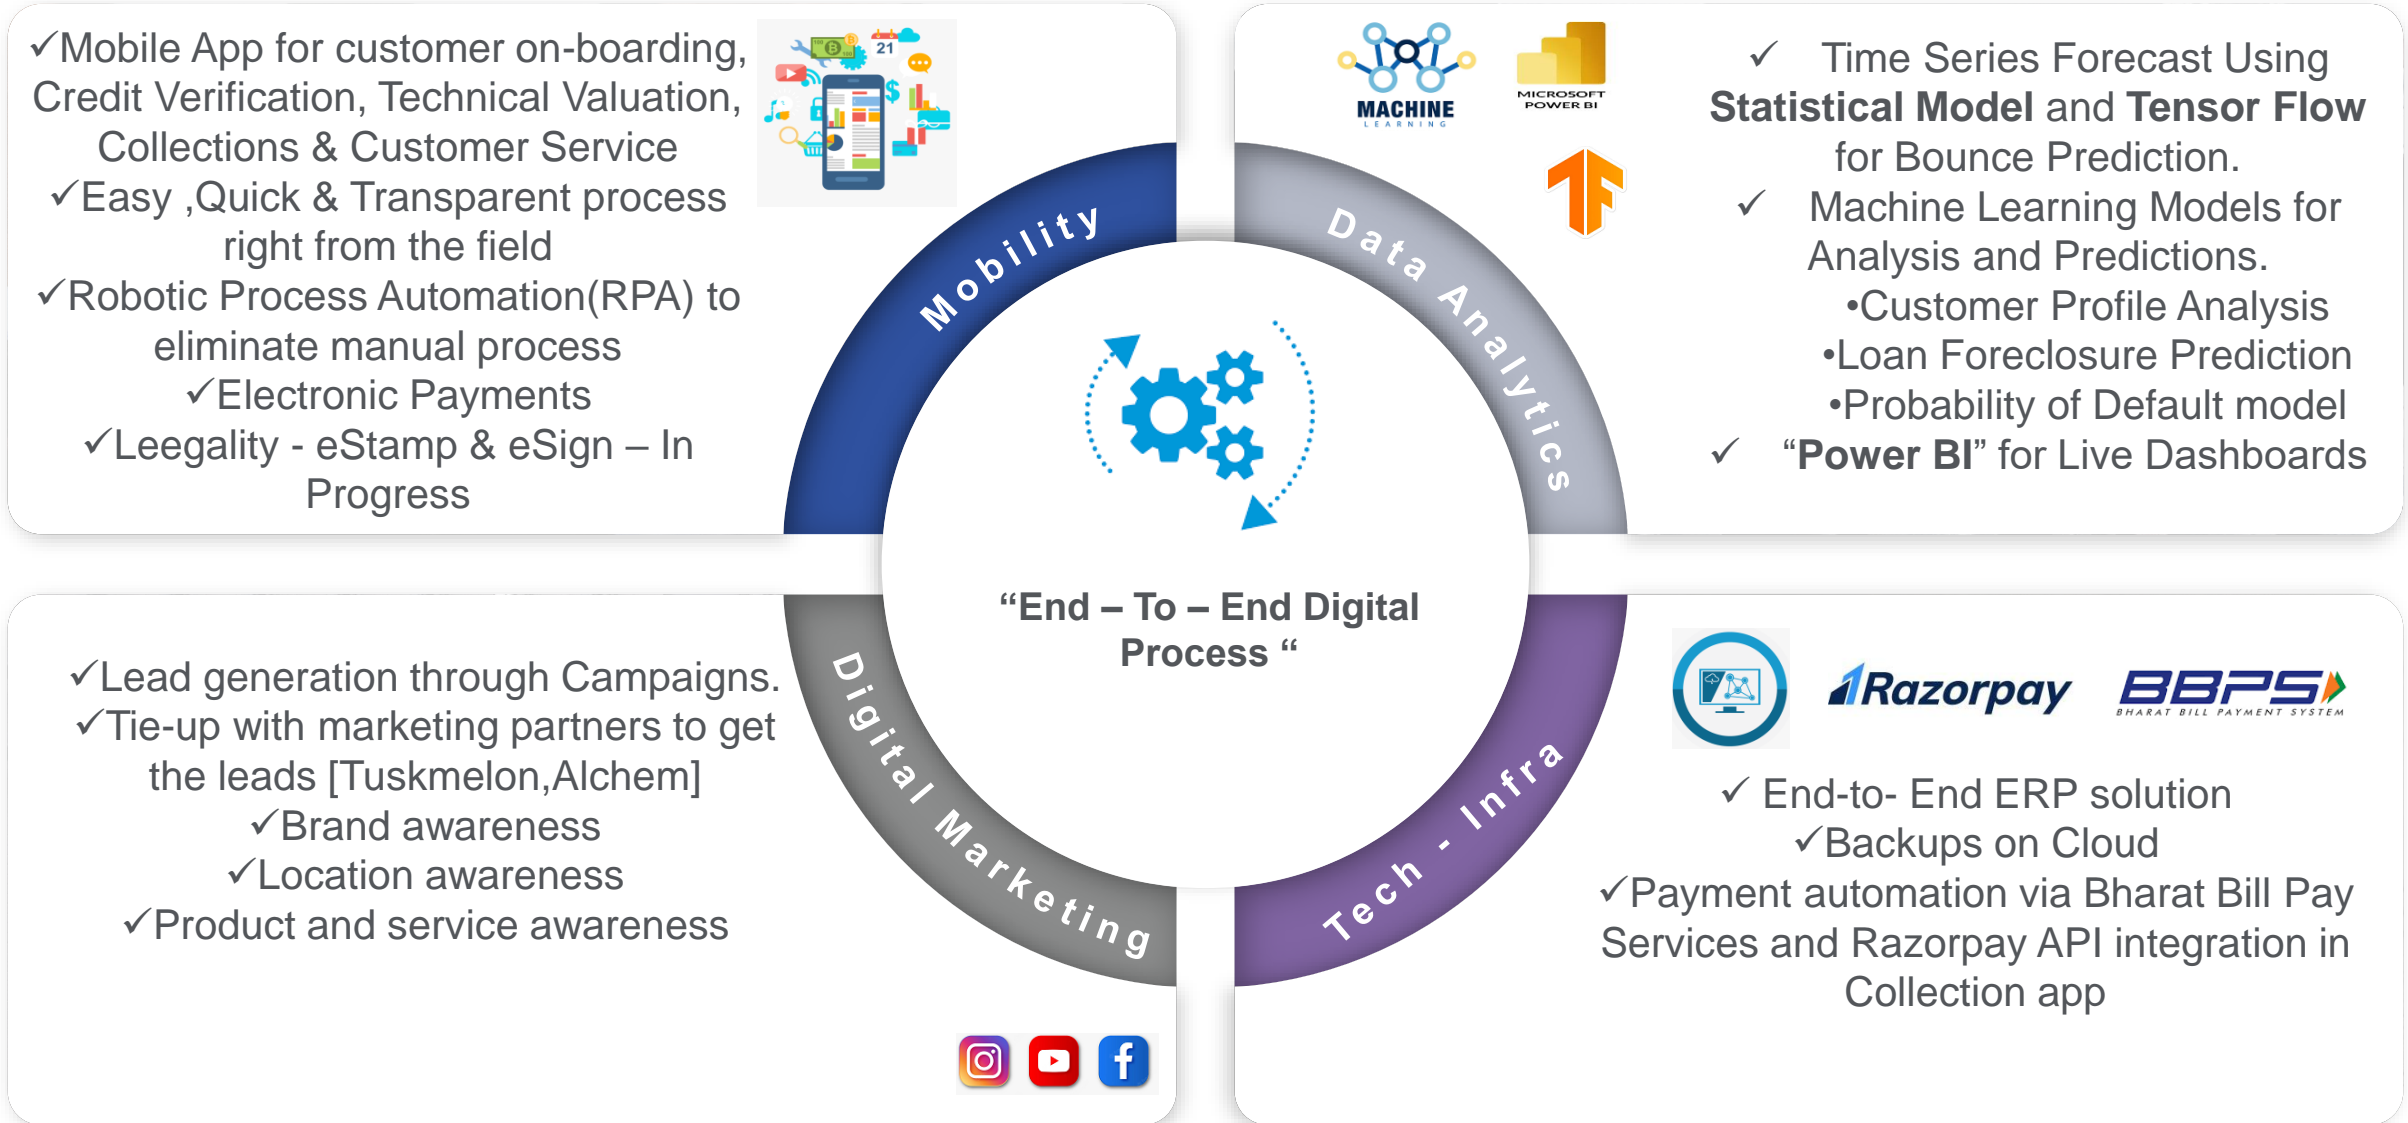 ✓Mobile App for customer on-boarding,
Credit Verification, Technical Valuation,
Collections & Customer Service
✓Easy ,Quick & Transparent process
right from the field
✓Robotic Process Automation(RPA) to
eliminate manual process
✓Electronic Payments
✓Leegality - eStamp & eSign – In
Progress
21
Mobility
MACHINE
LEARNING
MICROSOFT
POWER BI
Data Analytics
✓ Time Series Forecast Using
Statistical Model and Tensor Flow
for Bounce Prediction.
✓ Machine Learning Models for
Analysis and Predictions.
•Customer Profile Analysis
•Loan Foreclosure Prediction
•Probability of Default model
✓ “Power BI” for Live Dashboards
“End – To – End Digital
Process “
✓Lead generation through Campaigns.
✓Tie-up with marketing partners to get
the leads [Tuskmelon,Alchem]
✓Brand awareness
✓Location awareness
✓Product and service awareness
Digital Marketing
Tech - Infra
Razorpay
BBPS
BHARAT BILL PAYMENT SYSTEM
✓ End-to- End ERP solution
✓Backups on Cloud
✓Payment automation via Bharat Bill Pay
Services and Razorpay API integration in
Collection app